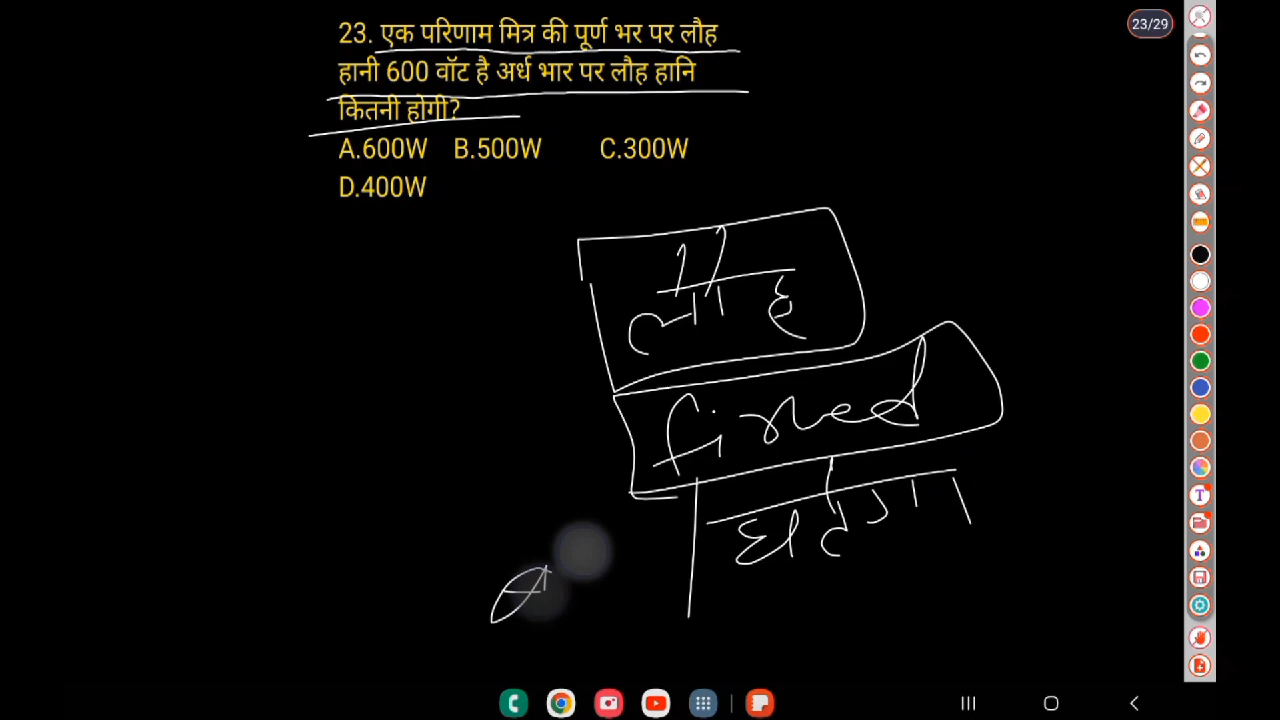 23/29
23. एक परिणाम मित्र की पूर्ण भर पर लौह
हानी 600 वॉट है अर्ध भार पर लौह हानि
कितनी होगी?
A.600W B.500W C.300W
D.400W
लौह
fixed
T